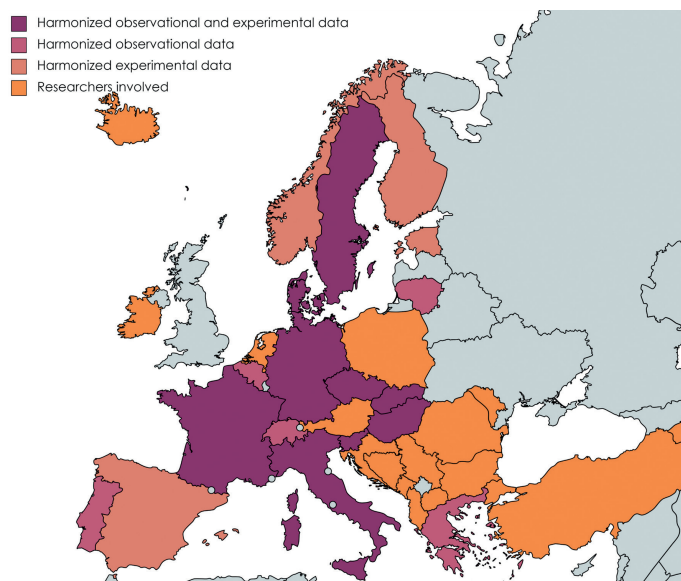 Harmonized observational and experimental data
Harmonized observational data
Harmonized experimental data
Researchers involved